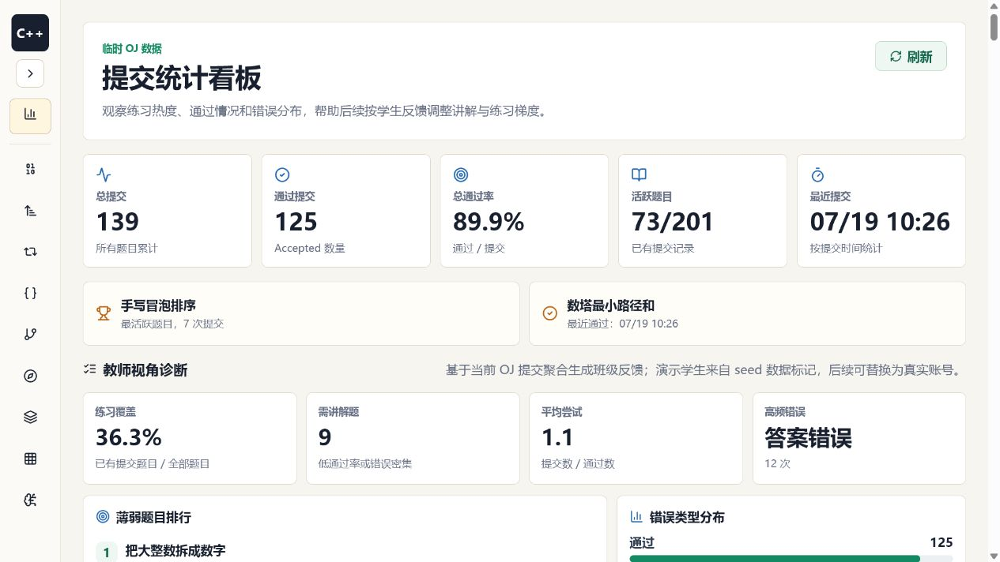 C++
临时 OJ 数据
提交统计看板
观察练习热度、通过情况和错误分布，帮助后续按学生反馈调整讲解与练习梯度。
刷新
总提交
139
所有题目累计
通过提交
125
Accepted 数量
总通过率
89.9%
通过 / 提交
活跃题目
73/201
已有提交记录
最近提交
07/19 10:26
按提交时间统计
手写冒泡排序
最活跃题目，7 次提交
数塔最小路径和
最近通过：07/19 10:26
教师视角诊断
基于当前 OJ 提交聚合生成班级反馈；演示学生来自 seed 数据标记，后续可替换为真实账号。
练习覆盖
36.3%
已有提交题目 / 全部题目
需讲解题
9
低通过率或错误密集
平均尝试
1.1
提交数 / 通过数
高频错误
答案错误
12 次
薄弱题目排行
1 把大整数拆成数字
错误类型分布
通过 125